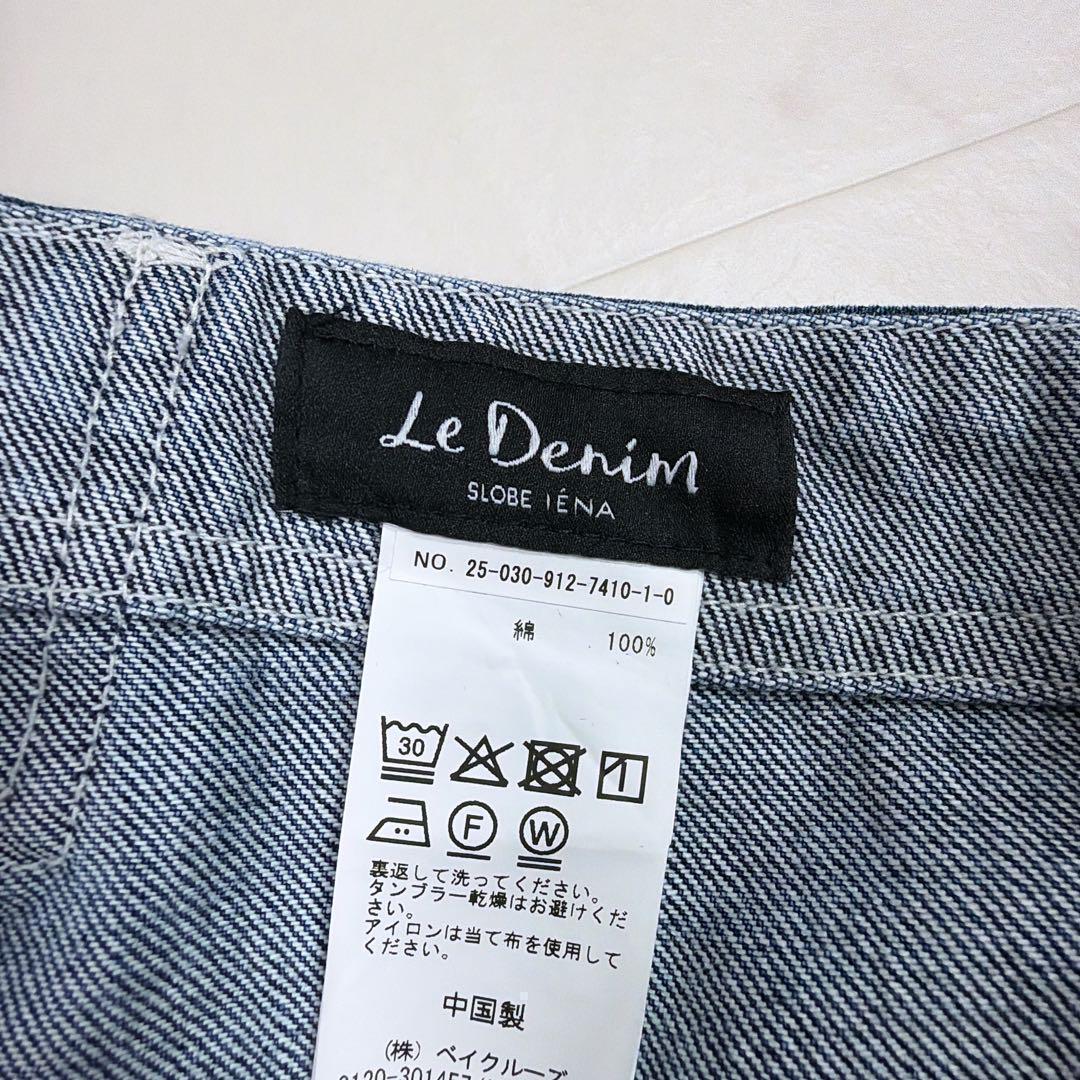 Le Denim
SLOBE IÉNA
NO. 25-030-912-7410-1-0
綿 100%
30
F W
裏返して洗ってください。
タンブラー乾燥はお避けくだ
さい。
アイロンは当て布を使用して
ください。
中国製
(株) ベイクルーズ